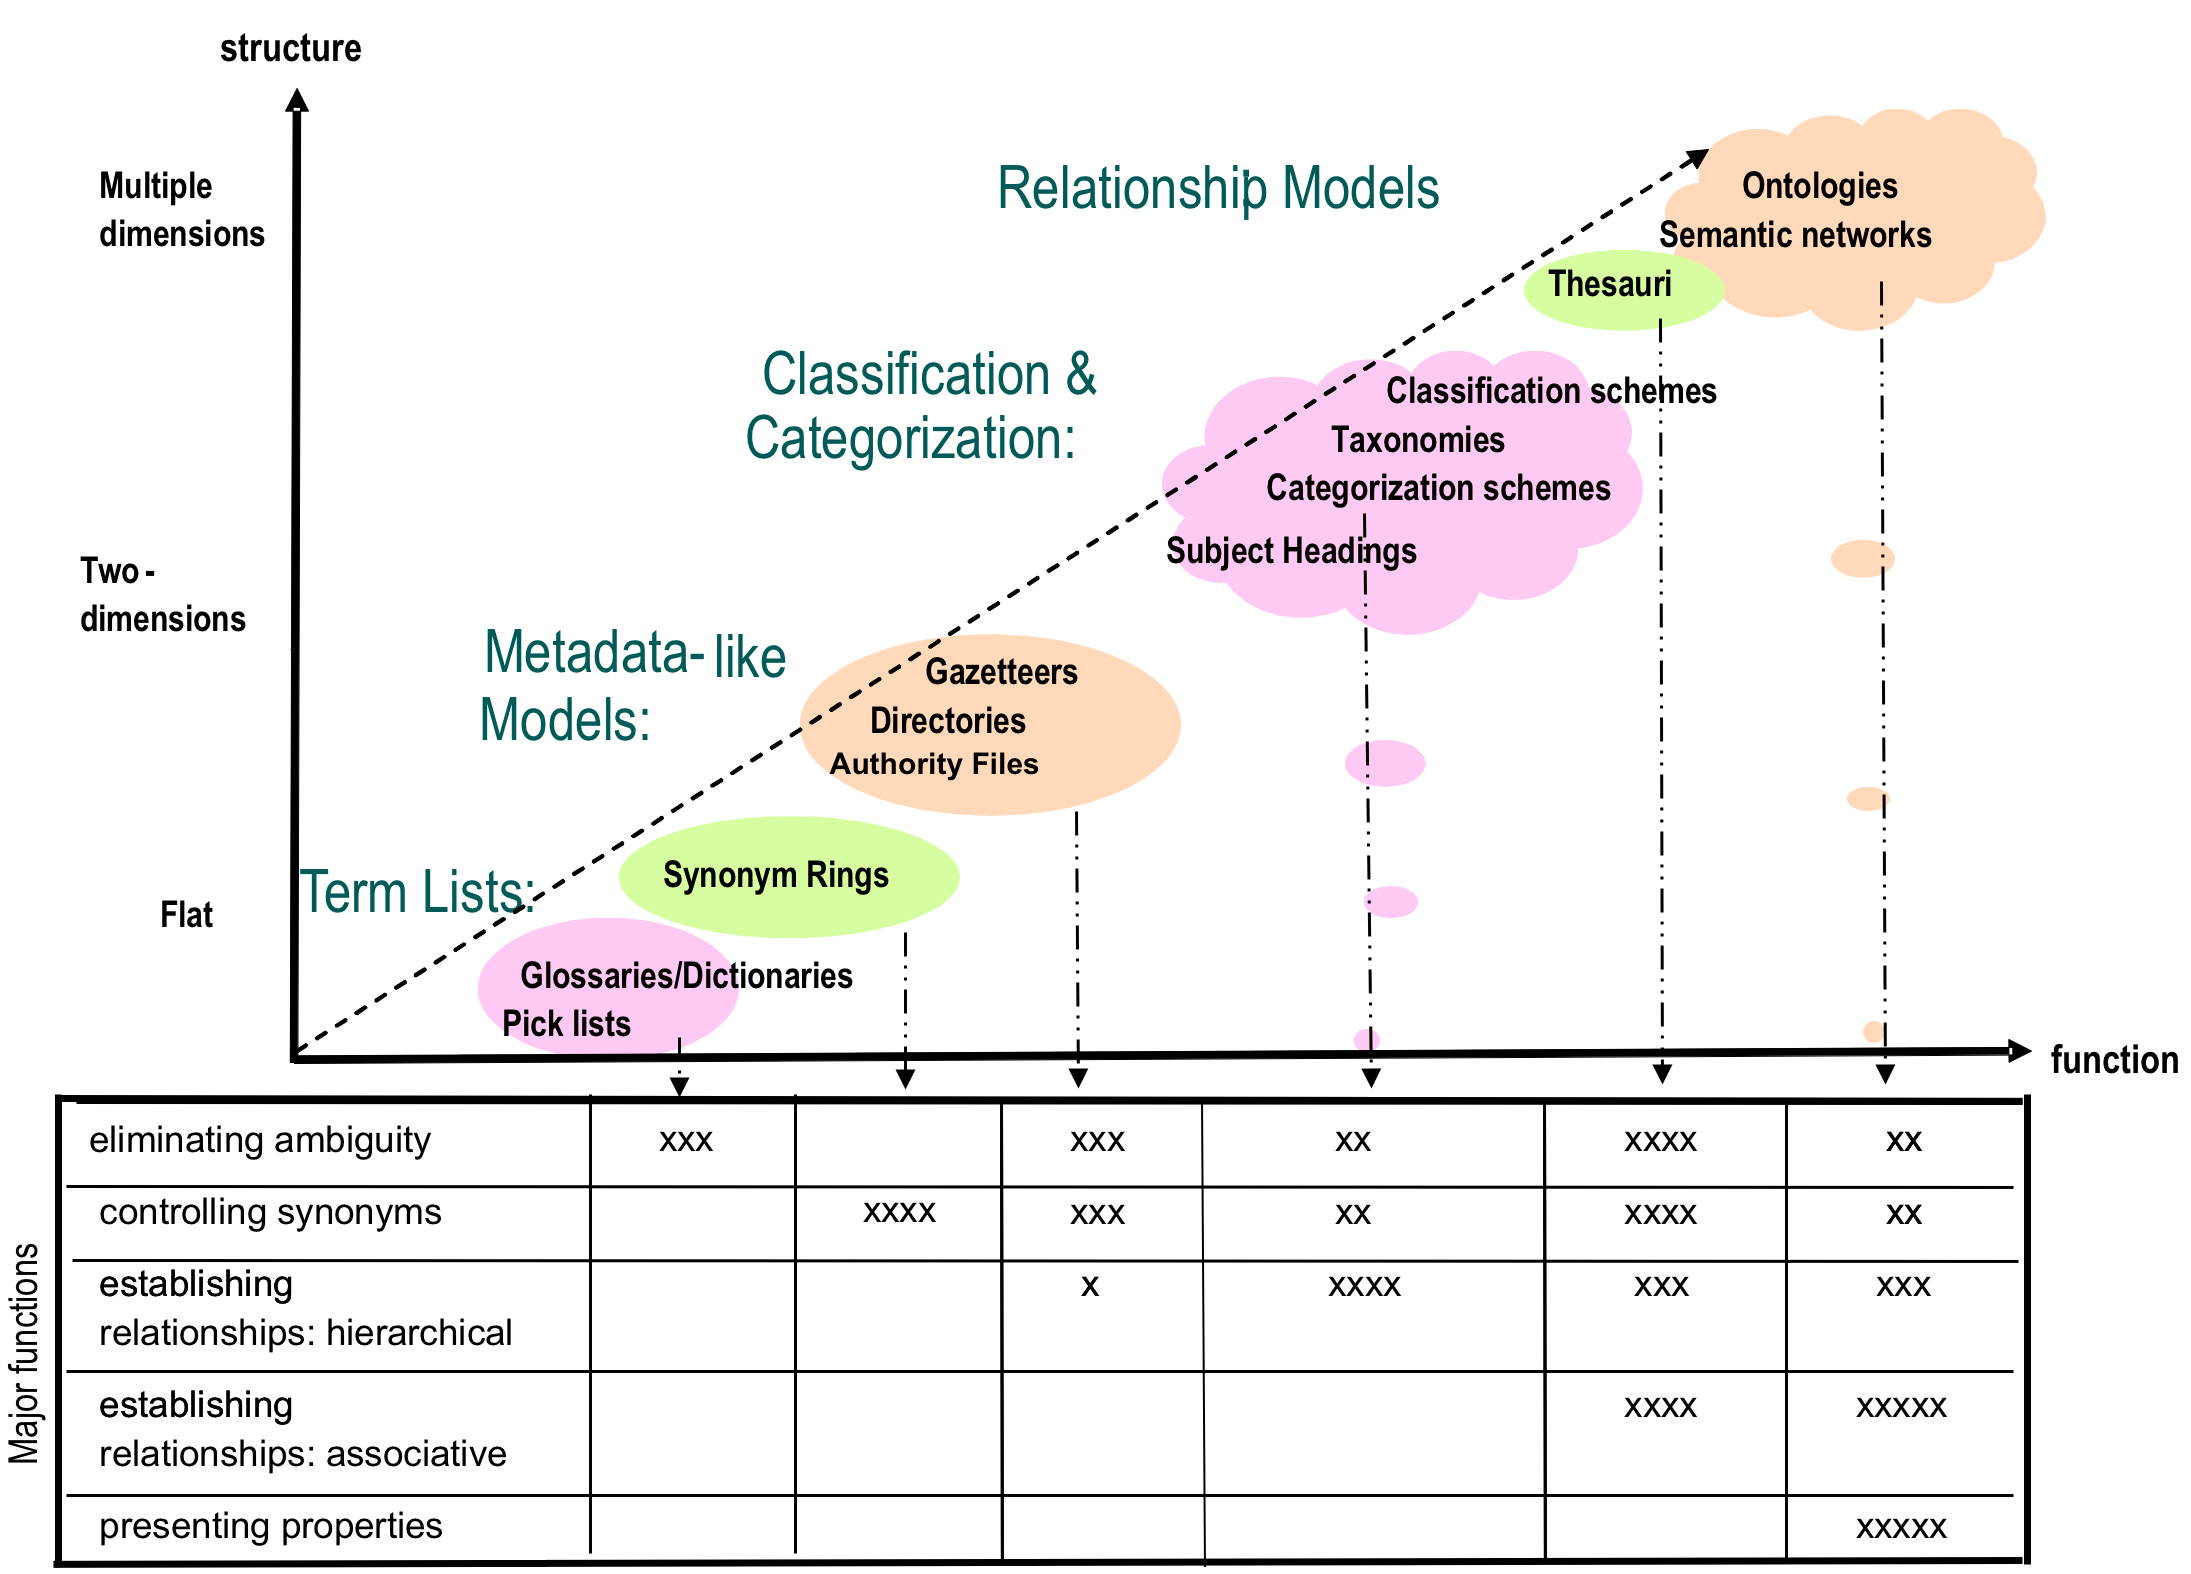 structure
Multiple
dimensions
Relationship Models
Ontologies
Semantic networks
Thesauri
Classification &
Categorization:
Classification schemes
Taxonomies
Categorization schemes
Subject Headings
Two -
dimensions
Metadata- like
Models:
Gazetteers
Directories
Authority Files
Flat
Term Lists:
Synonym Rings
Glossaries/Dictionaries
Pick lists
function
Major functions
eliminating ambiguity xxx xxx xx xxxx xx
controlling synonyms xxxx xxx xx xxxx xx
establishing x xxxx xxx xxx
relationships: hierarchical
establishing xxxx xxxxx
relationships: associative
presenting properties xxxxx